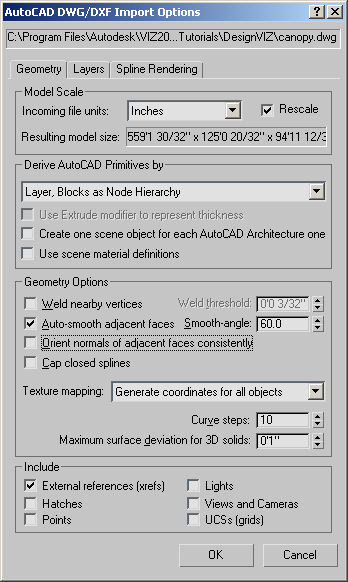 AutoCAD DWG/DXF Import Options
C:\Program Files\Autodesk\VIZ20...Tutorials\DesignVIZ\canopy.dwg
Geometry Layers Spline Rendering
Model Scale
Incoming file units: Inches Rescale
Resulting model size: 559'1 30/32" x 125'0 20/32" x 94'11 12/3
Derive AutoCAD Primitives by
Layer, Blocks as Node Hierarchy
Use Extrude modifier to represent thickness
Create one scene object for each AutoCAD Architecture one
Use scene material definitions
Geometry Options
Weld nearby vertices Weld threshold: 0'0 3/32"
Auto-smooth adjacent faces Smooth-angle: 60.0
Orient normals of adjacent faces consistently
Cap closed splines
Texture mapping: Generate coordinates for all objects
Curve steps: 10
Maximum surface deviation for 3D solids: 0'1"
Include
External references (xrefs) Lights
Hatches Views and Cameras
Points UCSs (grids)
OK Cancel